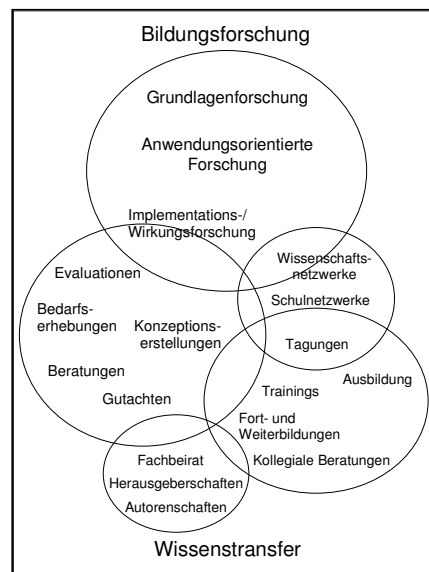 Bildungsforschung
Grundlagenforschung
Anwendungsorientierte
Forschung
Implementations-/
Wirkungsforschung
Wissenschafts-
netzwerke
Schulnetzwerke
Tagungen
Evaluationen
Bedarfs-
erhebungen
Konzeptions-
erstellungen
Beratungen
Gutachten
Ausbildung
Trainings
Fort- und
Weiterbildungen
Kollegiale Beratungen
Fachbeirat
Herausgeberschaften
Autorenschaften
Wissenstransfer